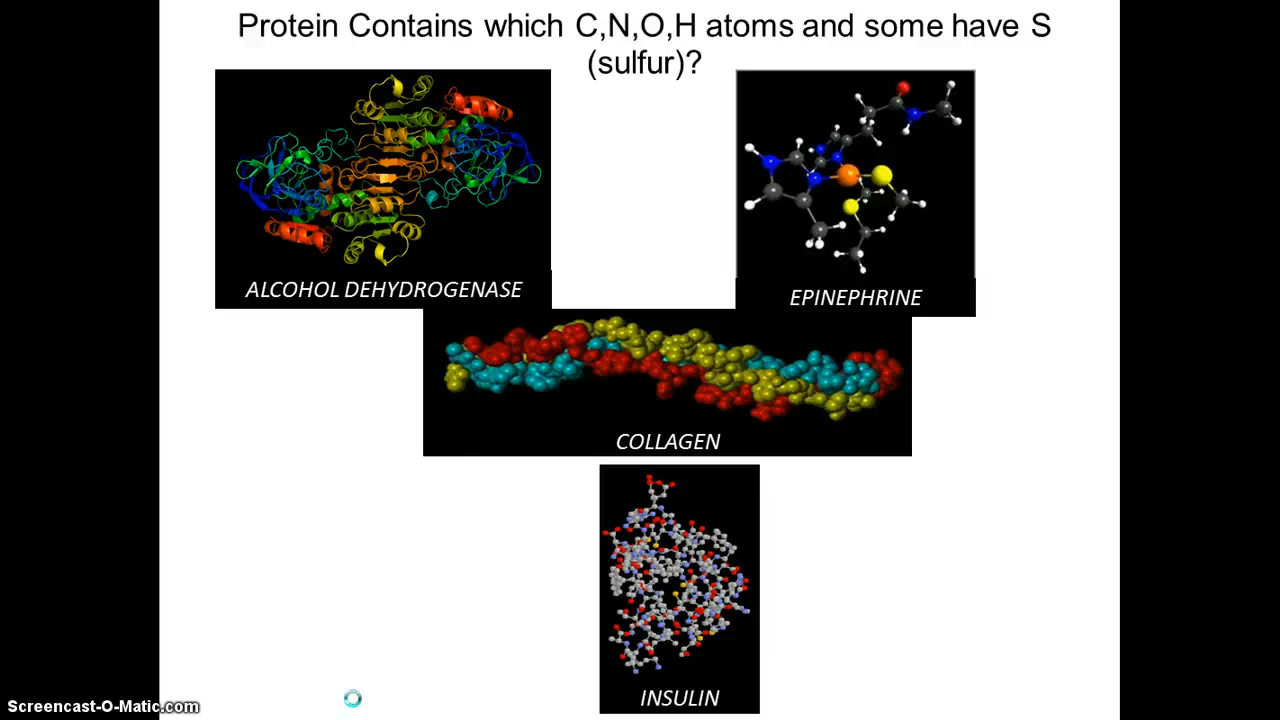 Protein Contains which C,N,O,H atoms and some have S
(sulfur)?
ALCOHOL DEHYDROGENASE
EPINEPHRINE
COLLAGEN
INSULIN
Screencast-O-Matic.com